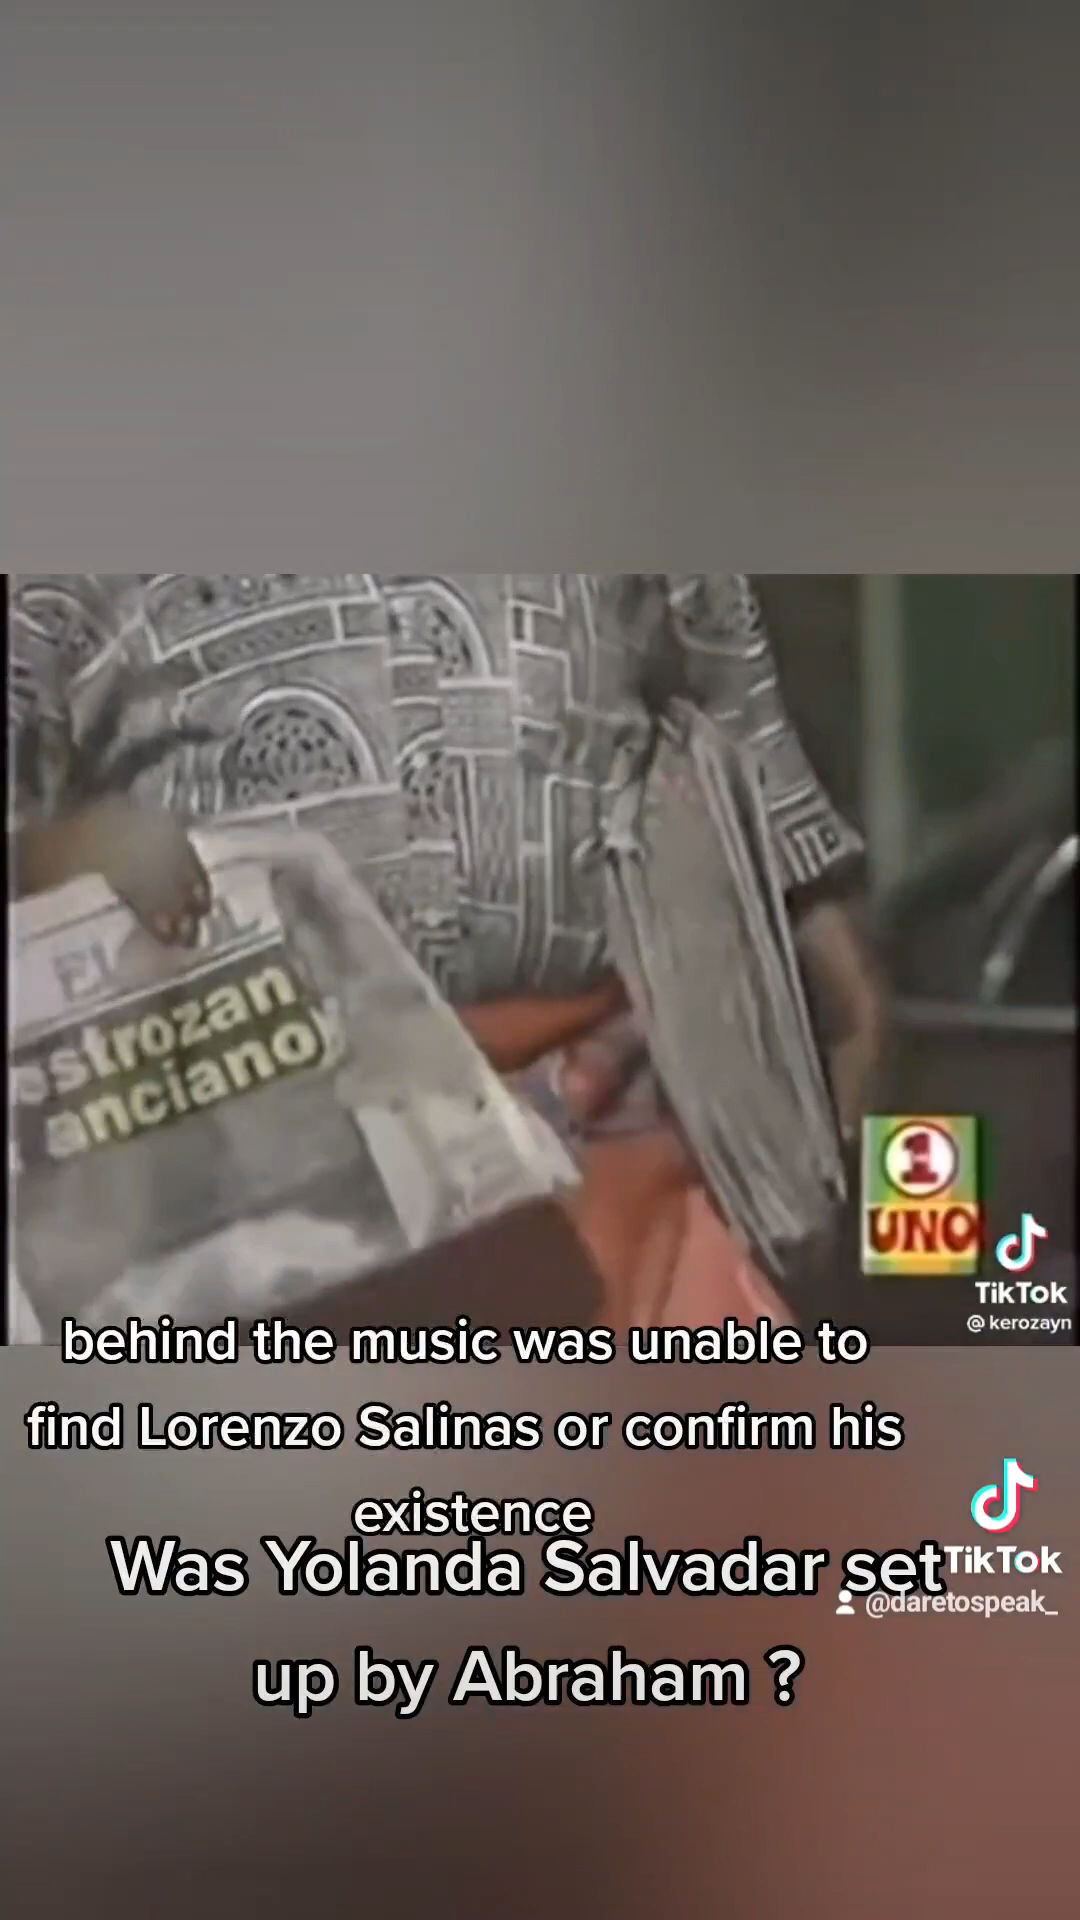 EL
estrozan
anciano
1
UNO
TikTok
@kerozayn
behind the music was unable to
find Lorenzo Salinas or confirm his
existence
Was Yolanda Salvadar set
up by Abraham ?
TikTok
@daretospeak_